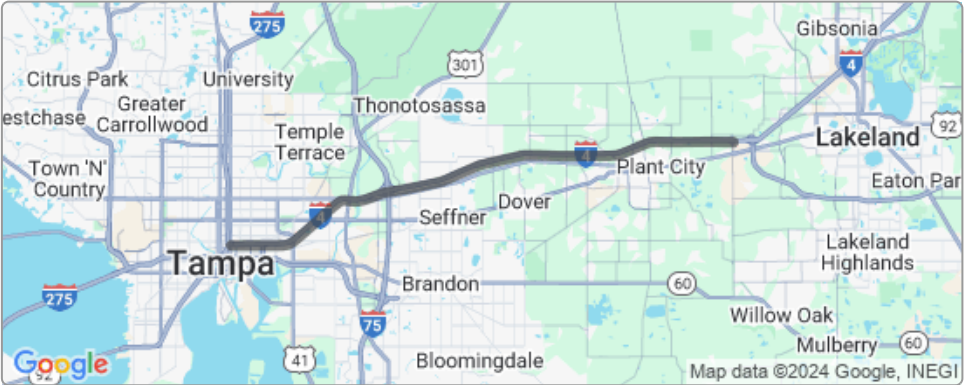 275
Gibsonia
4
Citrus Park
University
301
Greater
Carrollwood
Thonotosassa
estchase
92
Temple
Terrace
Lakeland
4
Town 'N'
Country
Plant City
Eaton Par
Dover
4
Seffner
Tampa
Lakeland
Highlands
Brandon
60
275
75
Willow Oak
Mulberry
60
41
Bloomingdale
Google
92
Map data ©2024 Google, INEGI